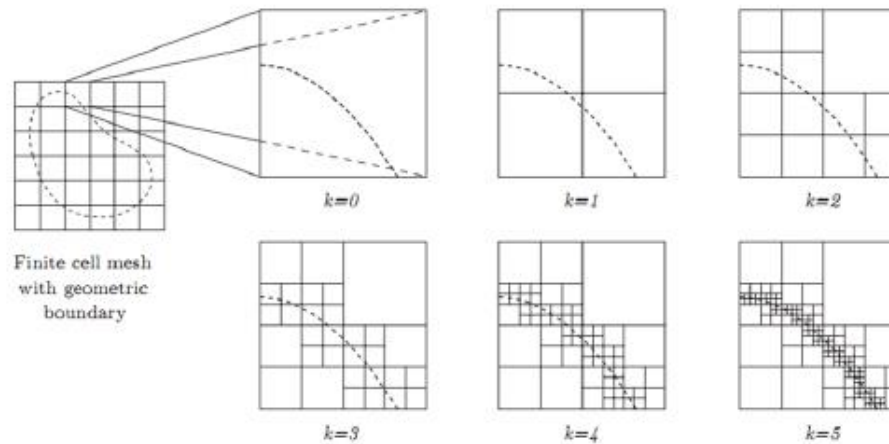 k=0
k=1
k=2
Finite cell mesh
with geometric
boundary
k=3
k=4
k=5